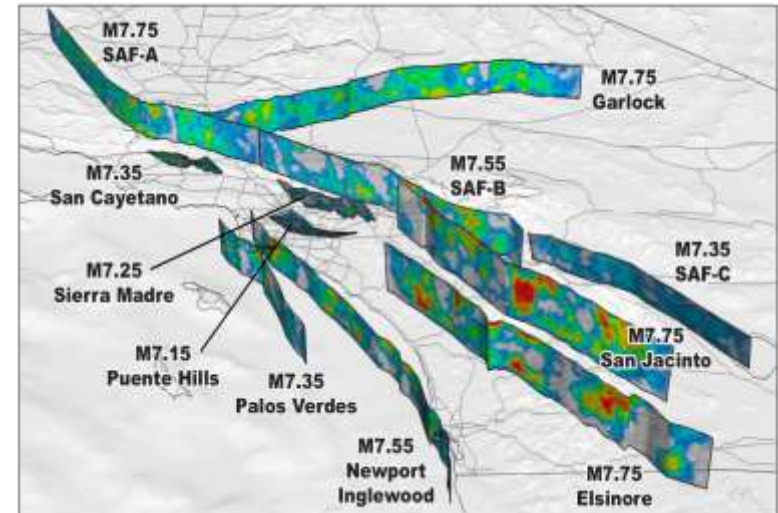 M7.75
SAF-A
M7.75
Garlock
M7.35
San Cayetano
M7.55
SAF-B
M7.35
SAF-C
M7.25
Sierra Madre
M7.15
Puente Hills
M7.35
Palos Verdes
M7.75
San Jacinto
M7.55
Newport
Inglewood
M7.75
Elsinore